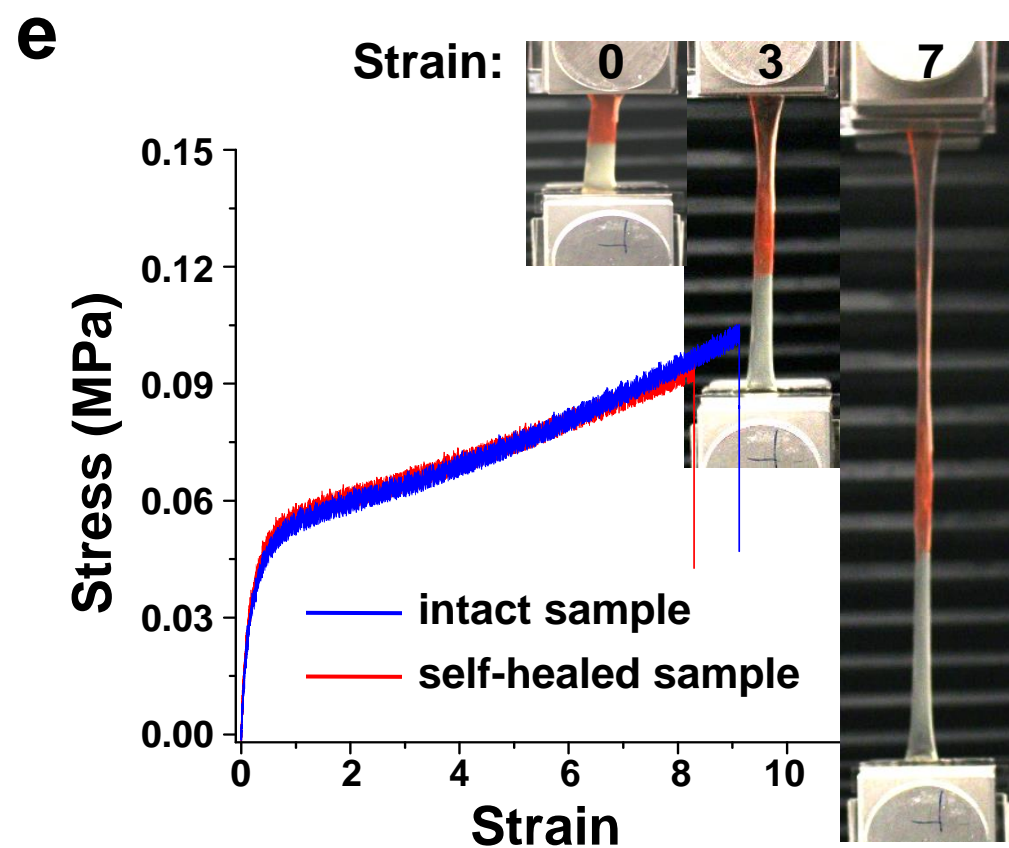 e
Strain: 0 3 7
0.15
0.12
0.09
0.06
0.03
0.00
Stress (MPa)
intact sample
self-healed sample
0 2 4 6 8 10
Strain